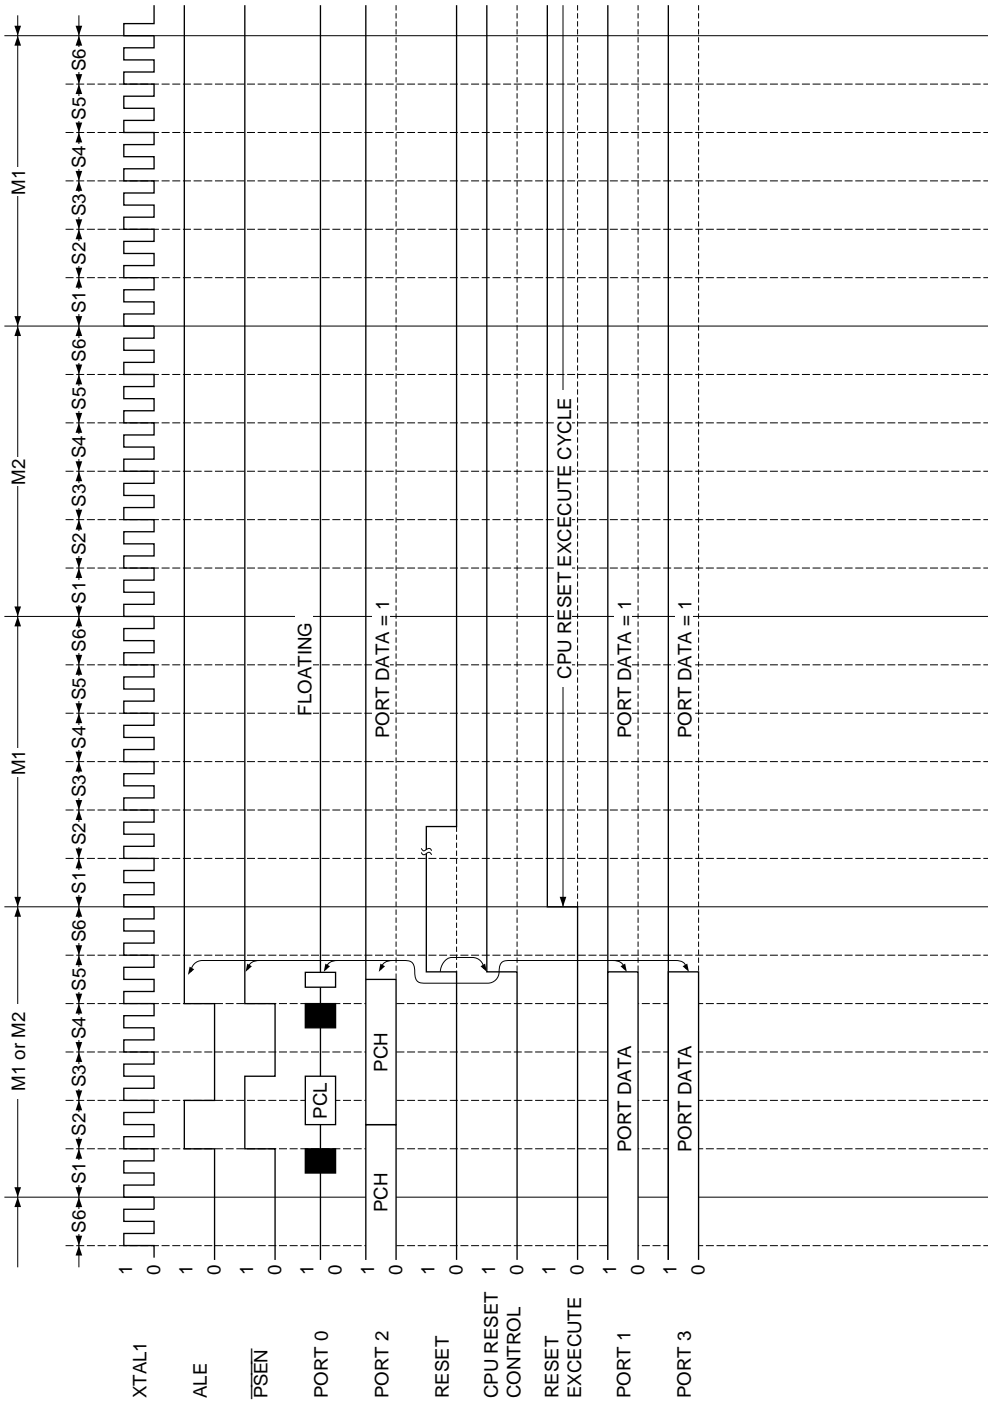 M1 or M2 M1 M2 M1
S6 S1 S2 S3 S4 S5 S6 S1 S2 S3 S4 S5 S6 S1 S2 S3 S4 S5 S6 S1 S2 S3 S4 S5 S6
XTAL1
1
0
ALE
1
0
PSEN
1
0
PORT 0
1
0
PCL
FLOATING
PORT 2
1
0
PCH
PCH
PORT DATA = 1
RESET
1
0
CPU RESET
CONTROL
1
0
RESET
EXCECUTE
1
0
CPU RESET EXCECUTE CYCLE
PORT 1
1
0
PORT DATA
PORT DATA = 1
PORT 3
1
0
PORT DATA
PORT DATA = 1